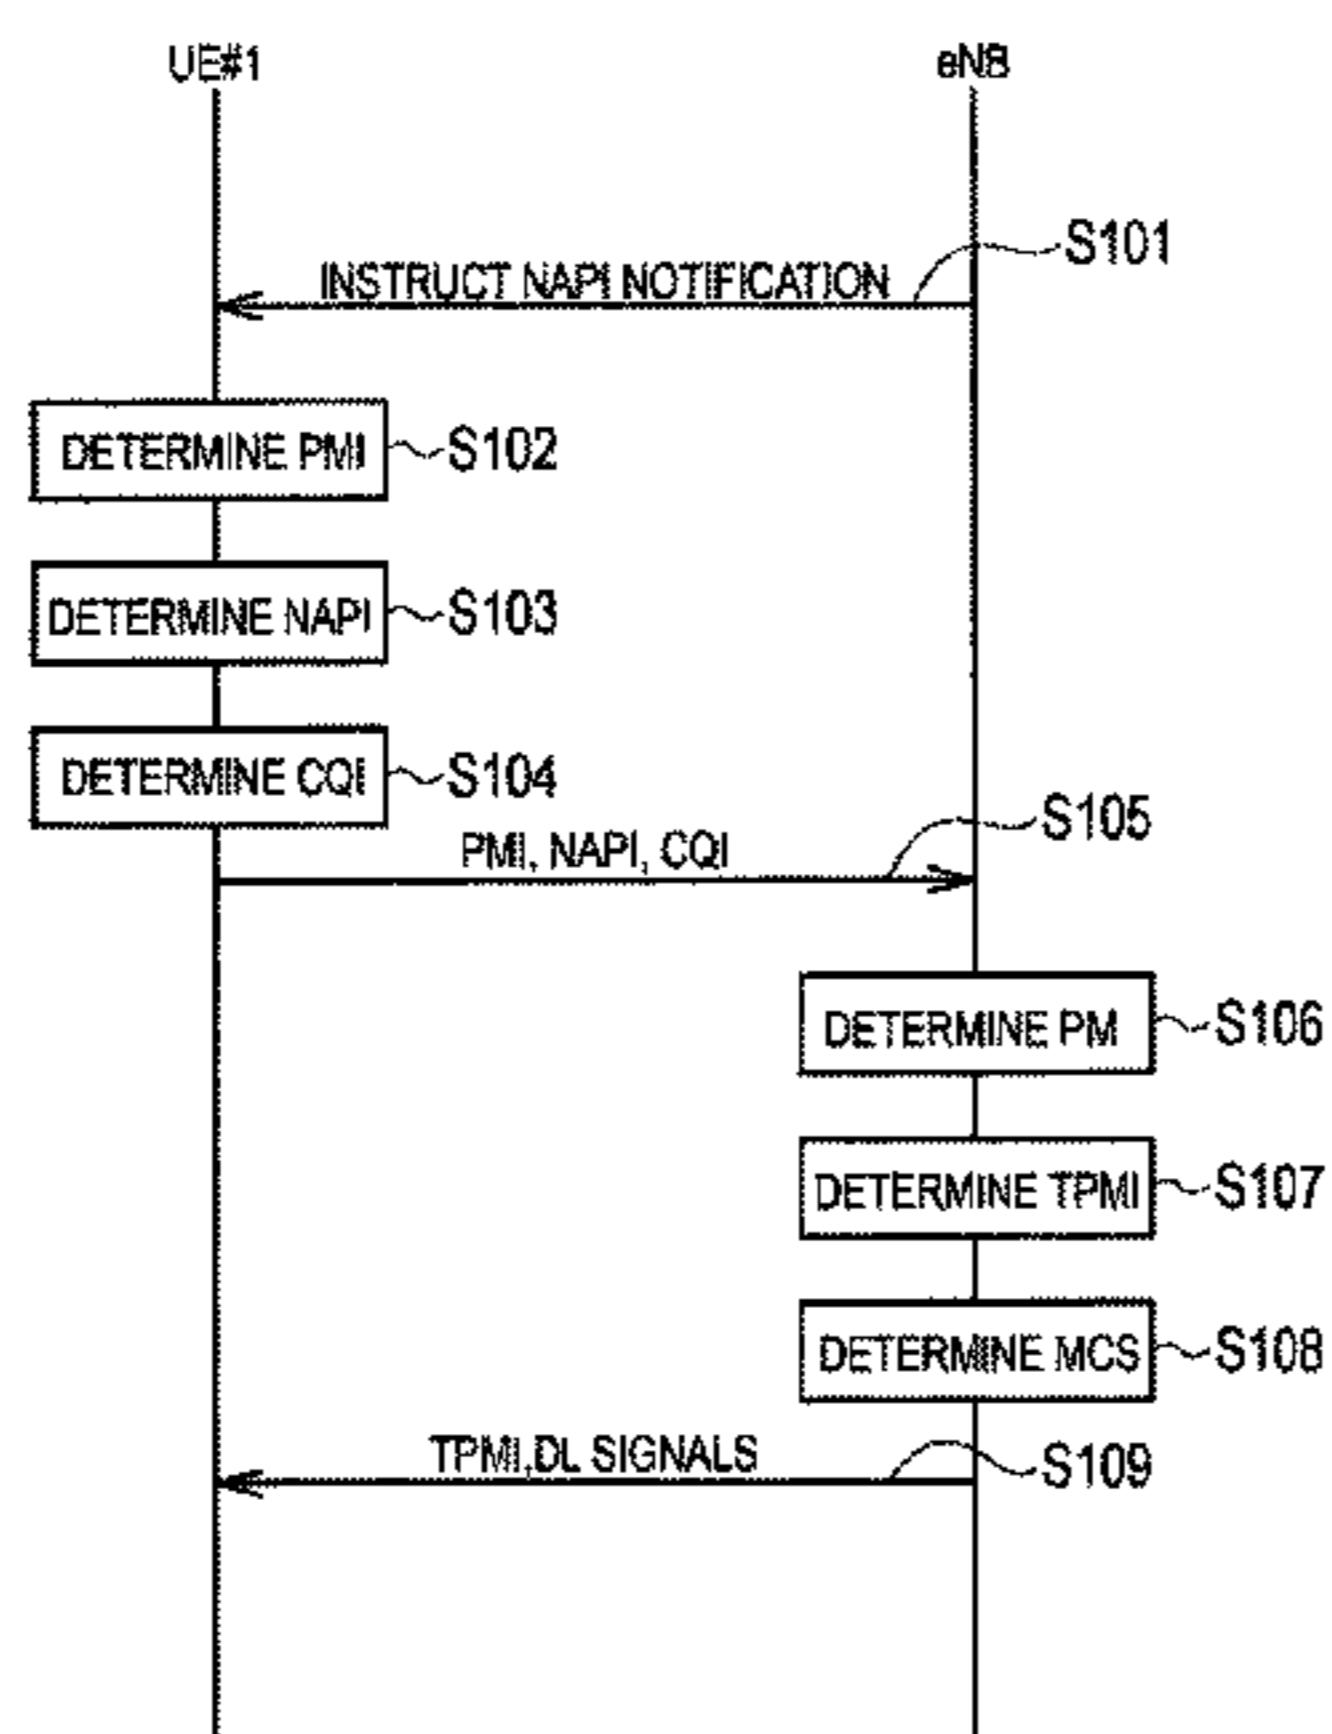 UE#1 eNB
S101
INSTRUCT NAPI NOTIFICATION
DETERMINE PMI S102
DETERMINE NAPI S103
DETERMINE CQI S104
S105
PMI, NAPI, CQI
DETERMINE PM S106
DETERMINE TPMI S107
DETERMINE MCS S108
TPMI,DL SIGNALS S109